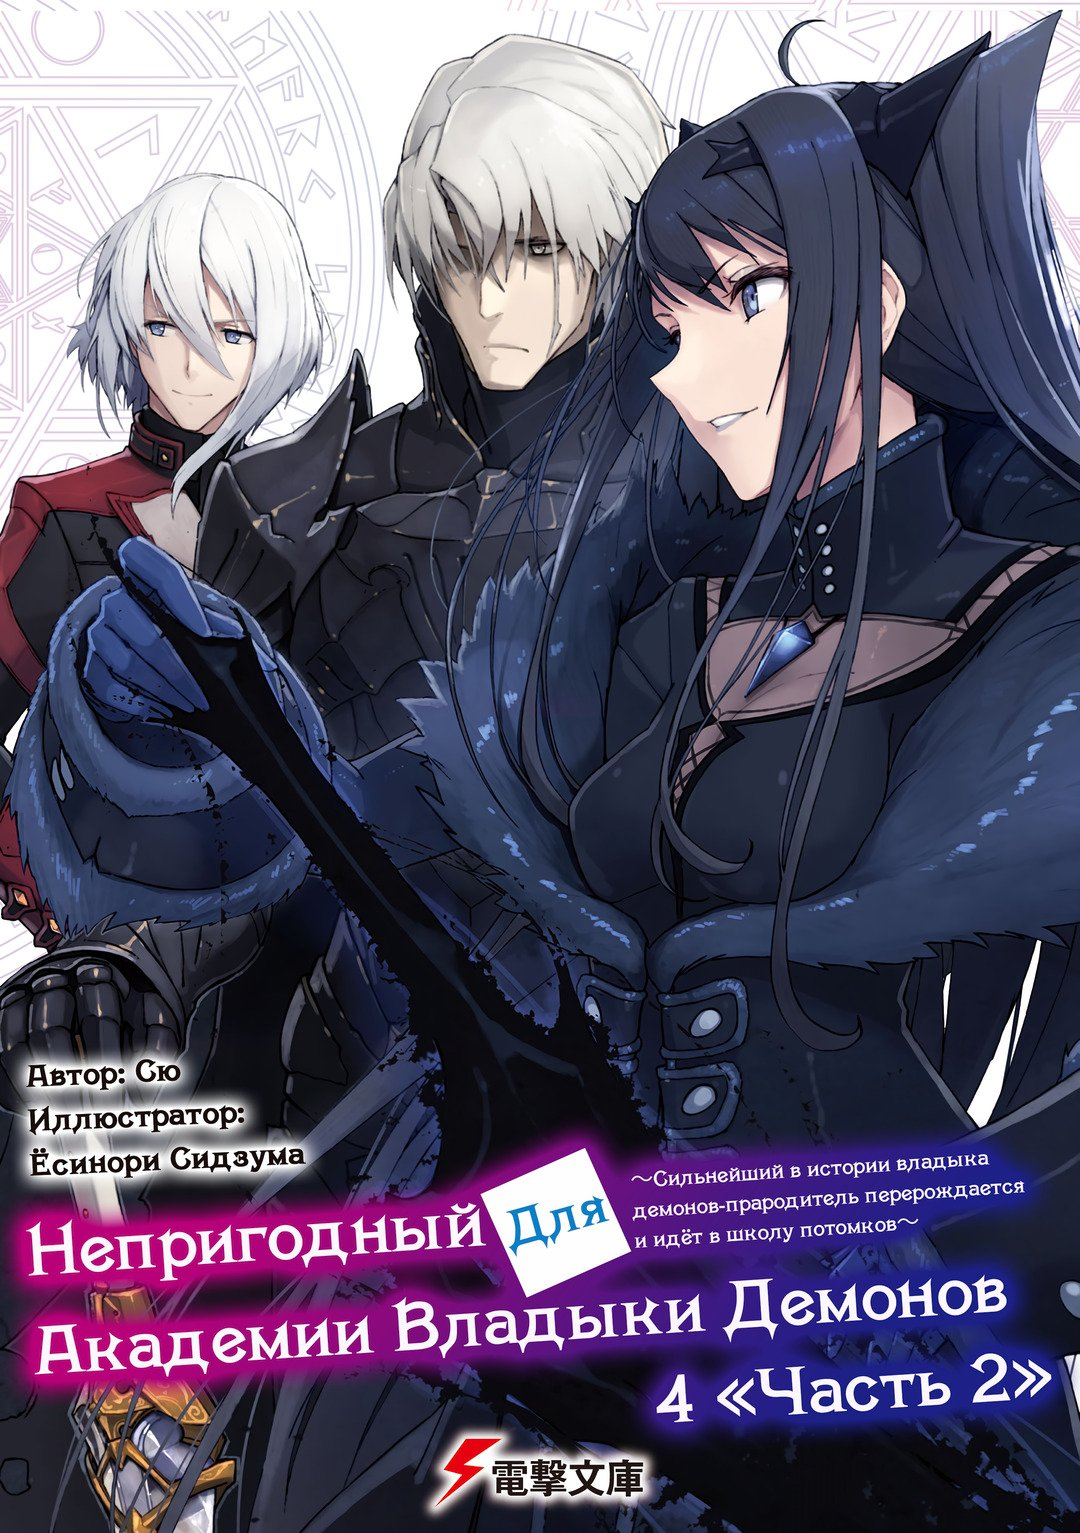 Автор: Сю
Иллюстратор:
Ёсинори Сидзума
Непригодный Для
~Сильнейший в истории владыка
демонов-прародитель перерождается
и идёт в школу потомков~
Академии Владыки Демонов
4 «Часть 2»
電撃文庫